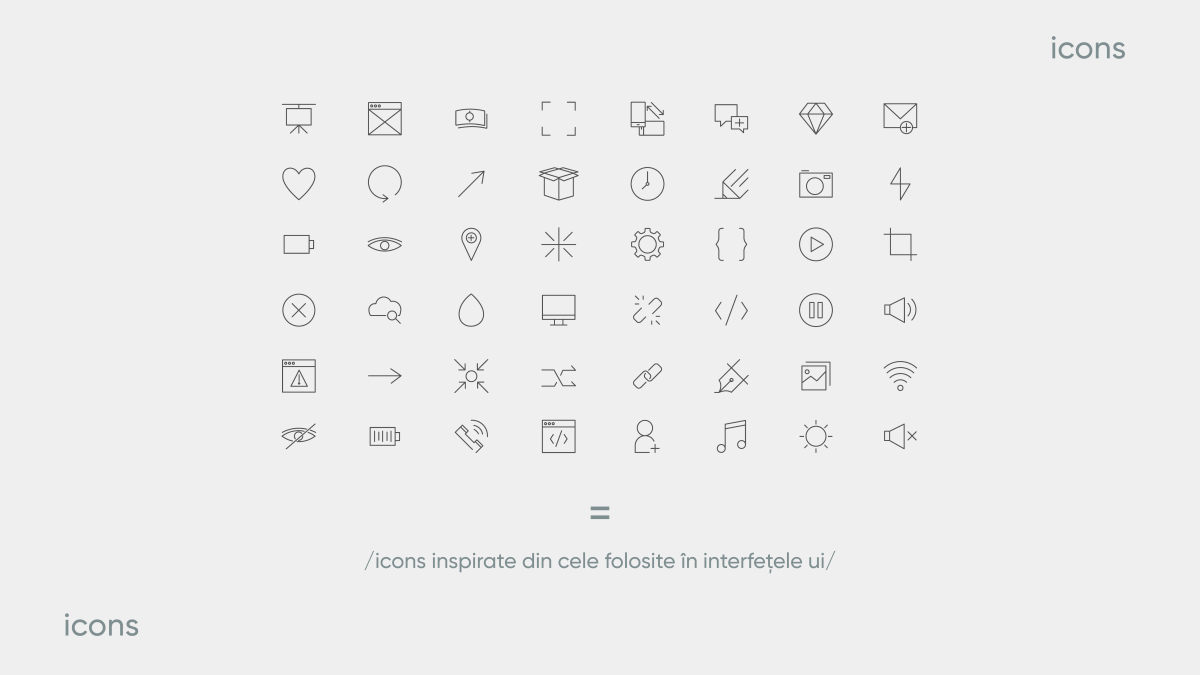 icons
=
/icons inspirate din cele folosite în interfețele ui/
icons